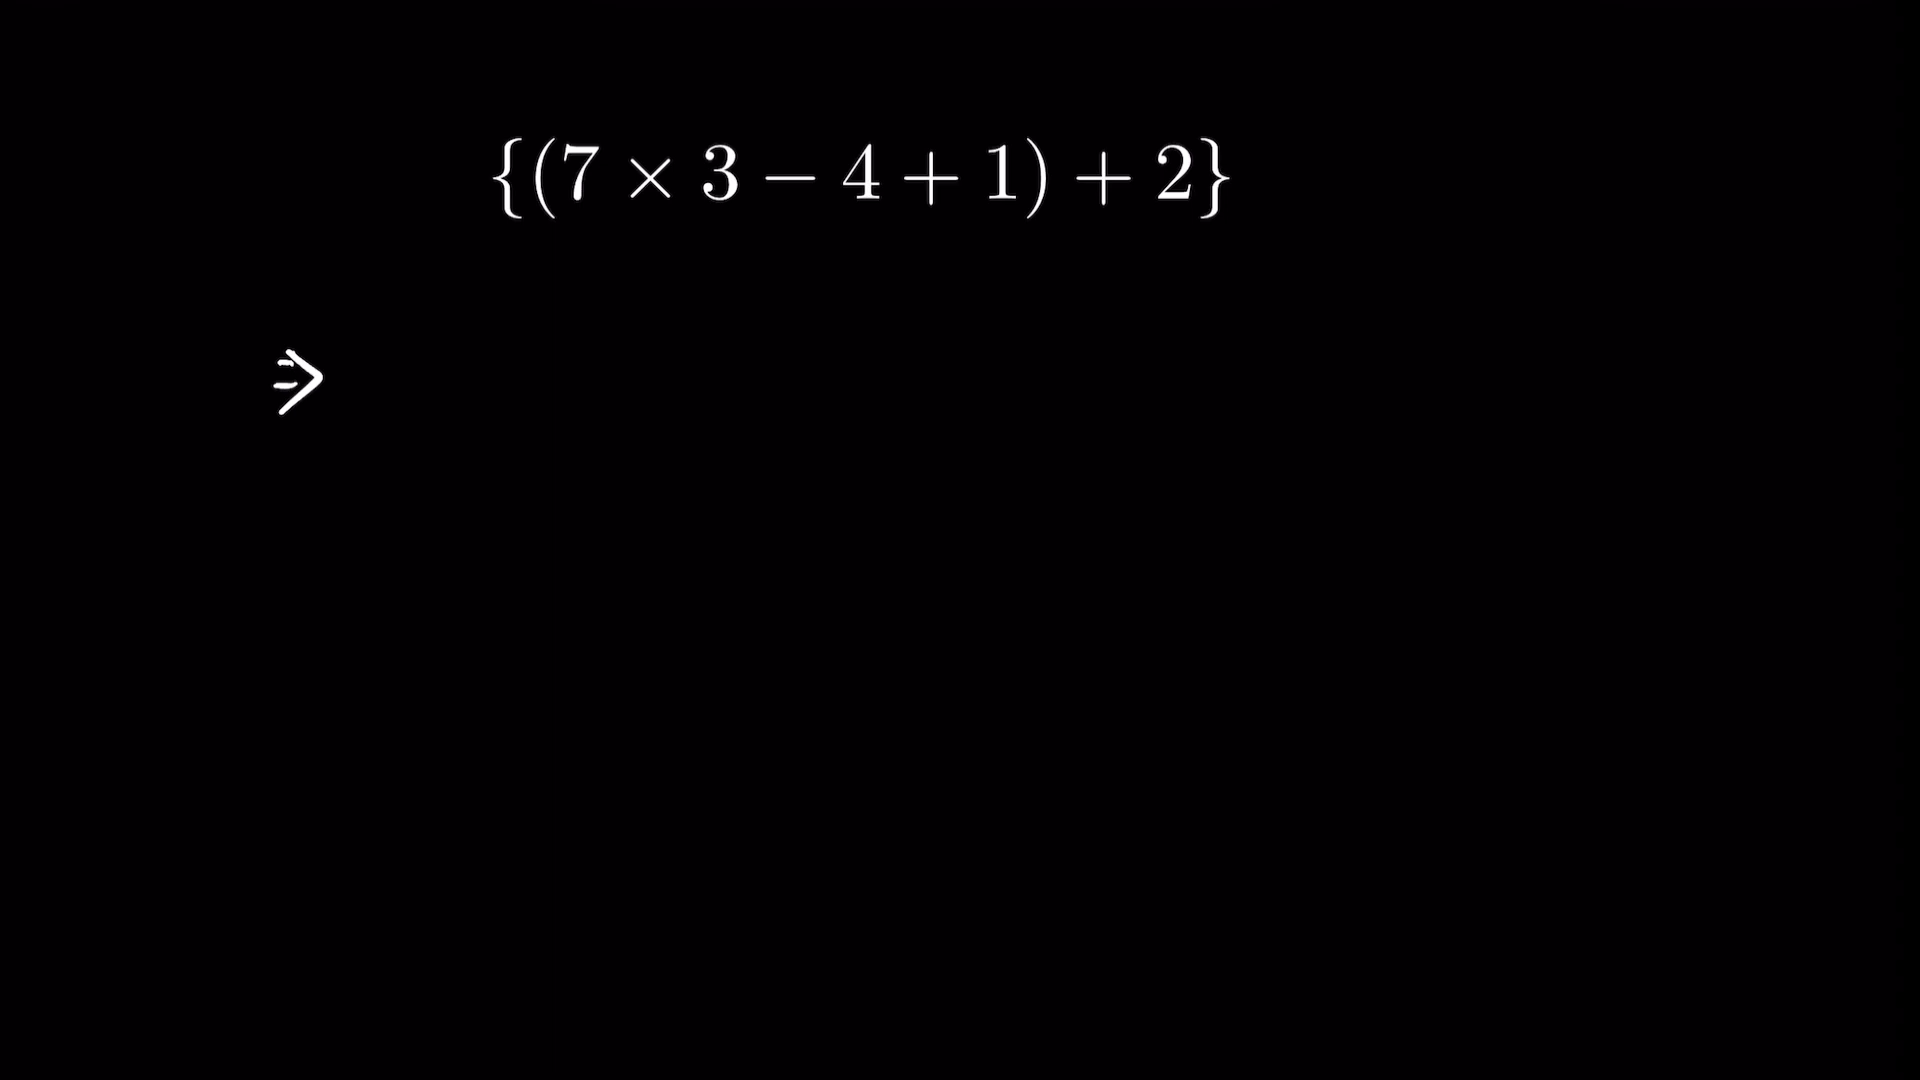 {(7 × 3 − 4 + 1) + 2}
⇒